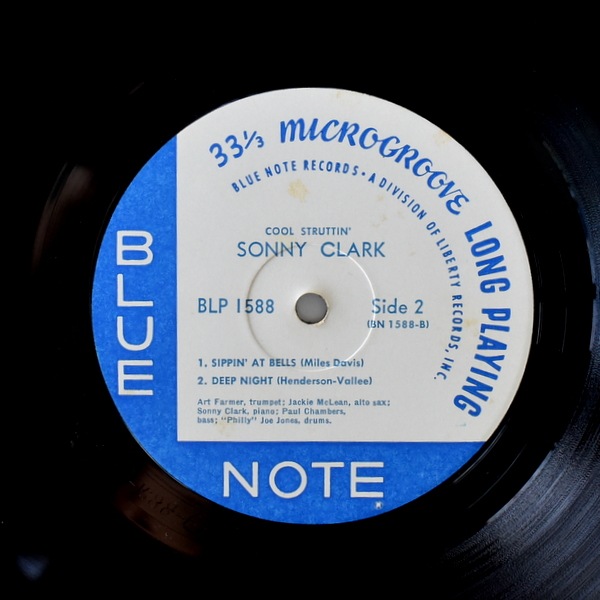 33⅓ MICROGROOVE LONG PLAYING
BLUE NOTE RECORDS • A DIVISION OF LIBERTY RECORDS, INC.
COOL STRUTTIN'
SONNY CLARK
BLP 1588
Side 2
(BN 1588-B)
1. SIPPIN' AT BELLS (Miles Davis)
2. DEEP NIGHT (Henderson-Vallee)
Art Farmer, trumpet; Jackie McLean, alto sax;
Sonny Clark, piano; Paul Chambers,
bass; "Philly" Joe Jones, drums.
BLUE
NOTE